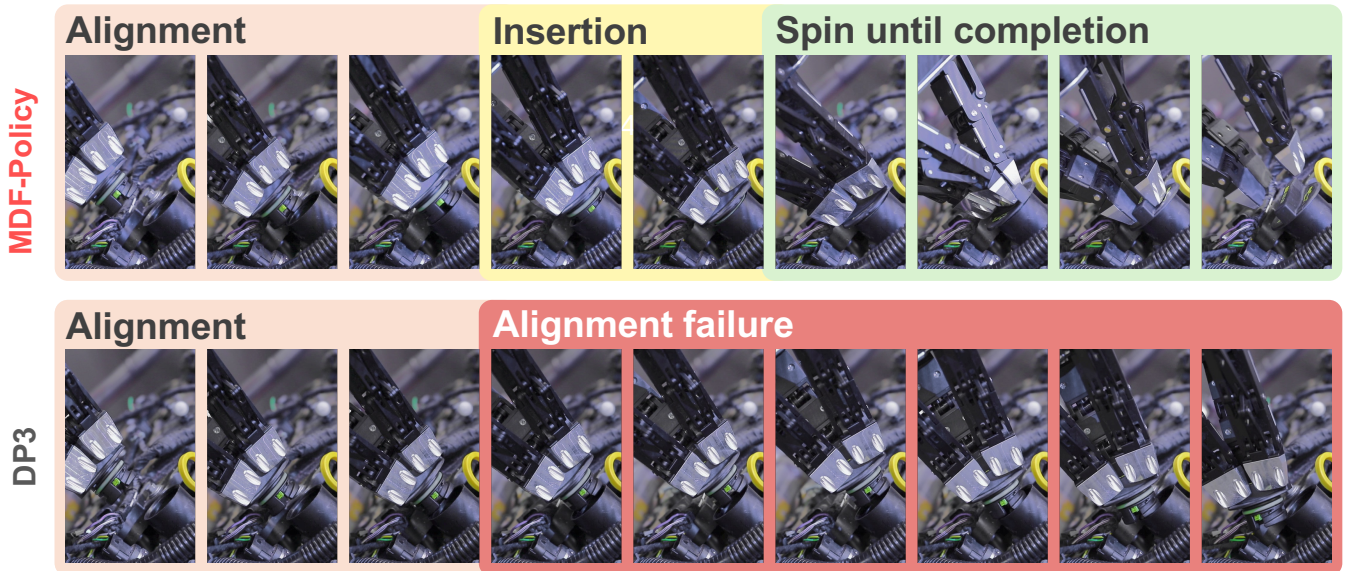 Alignment
Insertion
Spin until completion
MDF-Policy
Alignment
Alignment failure
DP3